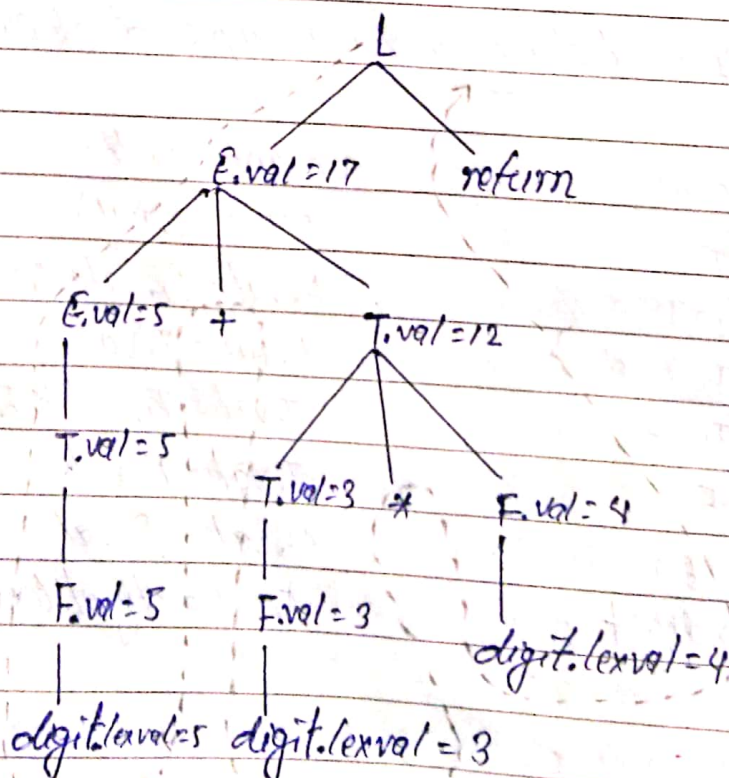 L
E.val=17 return
E.val=5 + T.val=12
T.val=5
T.val=3 * F.val=4
F.val=5 F.val=3
digit.lexval=4
digit.lexval=5 digit.lexval=3